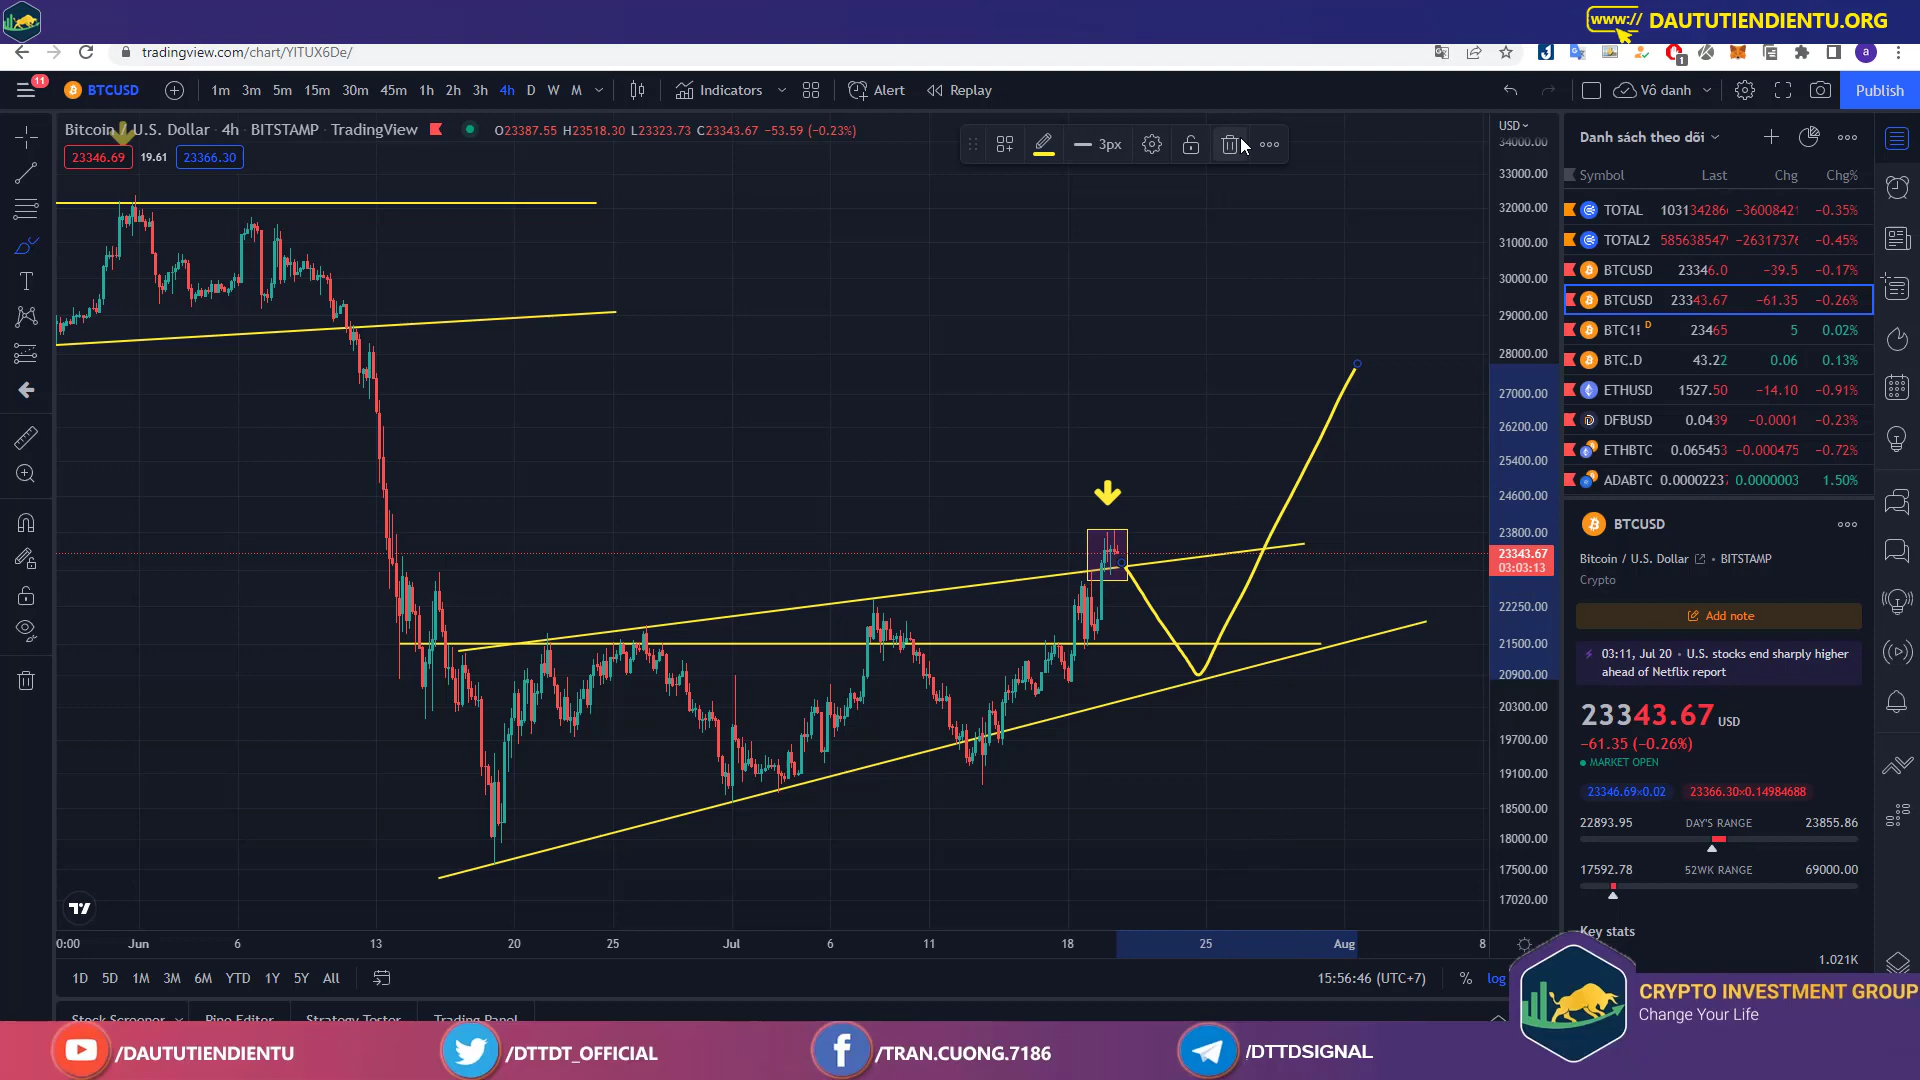 www:// DAUTUTIENDIENTU.ORG
tradingview.com/chart/YITUX6De/
1
a
11
BTCUSD
1m 3m 5m 15m 30m 45m 1h 2h 3h 4h D W M
Indicators
Alert
Replay
Vô danh
Publish
Bitcoin / U.S. Dollar · 4h · BITSTAMP · TradingView
O23387.55 H23518.30 L23323.73 C23343.67 −53.59 (−0.23%)
23346.69 19.61 23366.30
3px
USD
34000.00
33000.00
32000.00
31000.00
30000.00
29000.00
28000.00
27000.00
26200.00
25400.00
24600.00
23800.00
23343.67
03:03:13
22250.00
21500.00
20900.00
20300.00
19700.00
19100.00
18500.00
18000.00
17500.00
17020.00
0:00 Jun 6 13 20 25 Jul 6 11 18 25 Aug 8
1D 5D 1M 3M 6M YTD 1Y 5Y All
15:56:46 (UTC+7) % log
Stock Screener Pine Editor Strategy Tester Trading Panel
Danh sách theo dõi
Symbol Last Chg Chg%
TOTAL −0.35%
TOTAL2 −0.45%
BTCUSD 23346.0 −39.5 −0.17%
BTCUSD 23343.67 −61.35 −0.26%
BTC1! D 23465 5 0.02%
BTC.D 43.22 0.06 0.13%
ETHUSD 1527.50 −14.10 −0.91%
DFBUSD 0.0439 −0.0001 −0.23%
ETHBTC 0.065453 −0.000475 −0.72%
ADABTC 0.0000223 0.0000003 1.50%
BTCUSD
Bitcoin / U.S. Dollar • BITSTAMP
Crypto
Add note
03:11, Jul 20 • U.S. stocks end sharply higher
ahead of Netflix report
23343.67 USD
−61.35 (−0.26%)
MARKET OPEN
23346.69×0.02 23366.30×0.14984688
22893.95 DAY'S RANGE 23855.86
17592.78 52WK RANGE 69000.00
Key stats
1.021K
CRYPTO INVESTMENT GROUP
Change Your Life
/DAUTUTIENDIENTU
/DTTDT_OFFICIAL
/TRAN.CUONG.7186
/DTTDSIGNAL